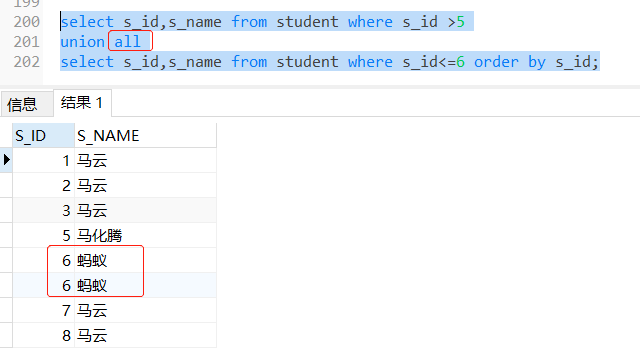 199
200 select s_id,s_name from student where s_id >5
201 union all
202 select s_id,s_name from student where s_id<=6 order by s_id;
信息 结果 1
S_ID S_NAME
1 马云
2 马云
3 马云
5 马化腾
6 蚂蚁
6 蚂蚁
7 马云
8 马云